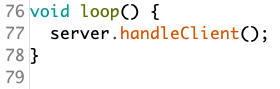 76 void loop() {
77   server.handleClient();
78 }
79